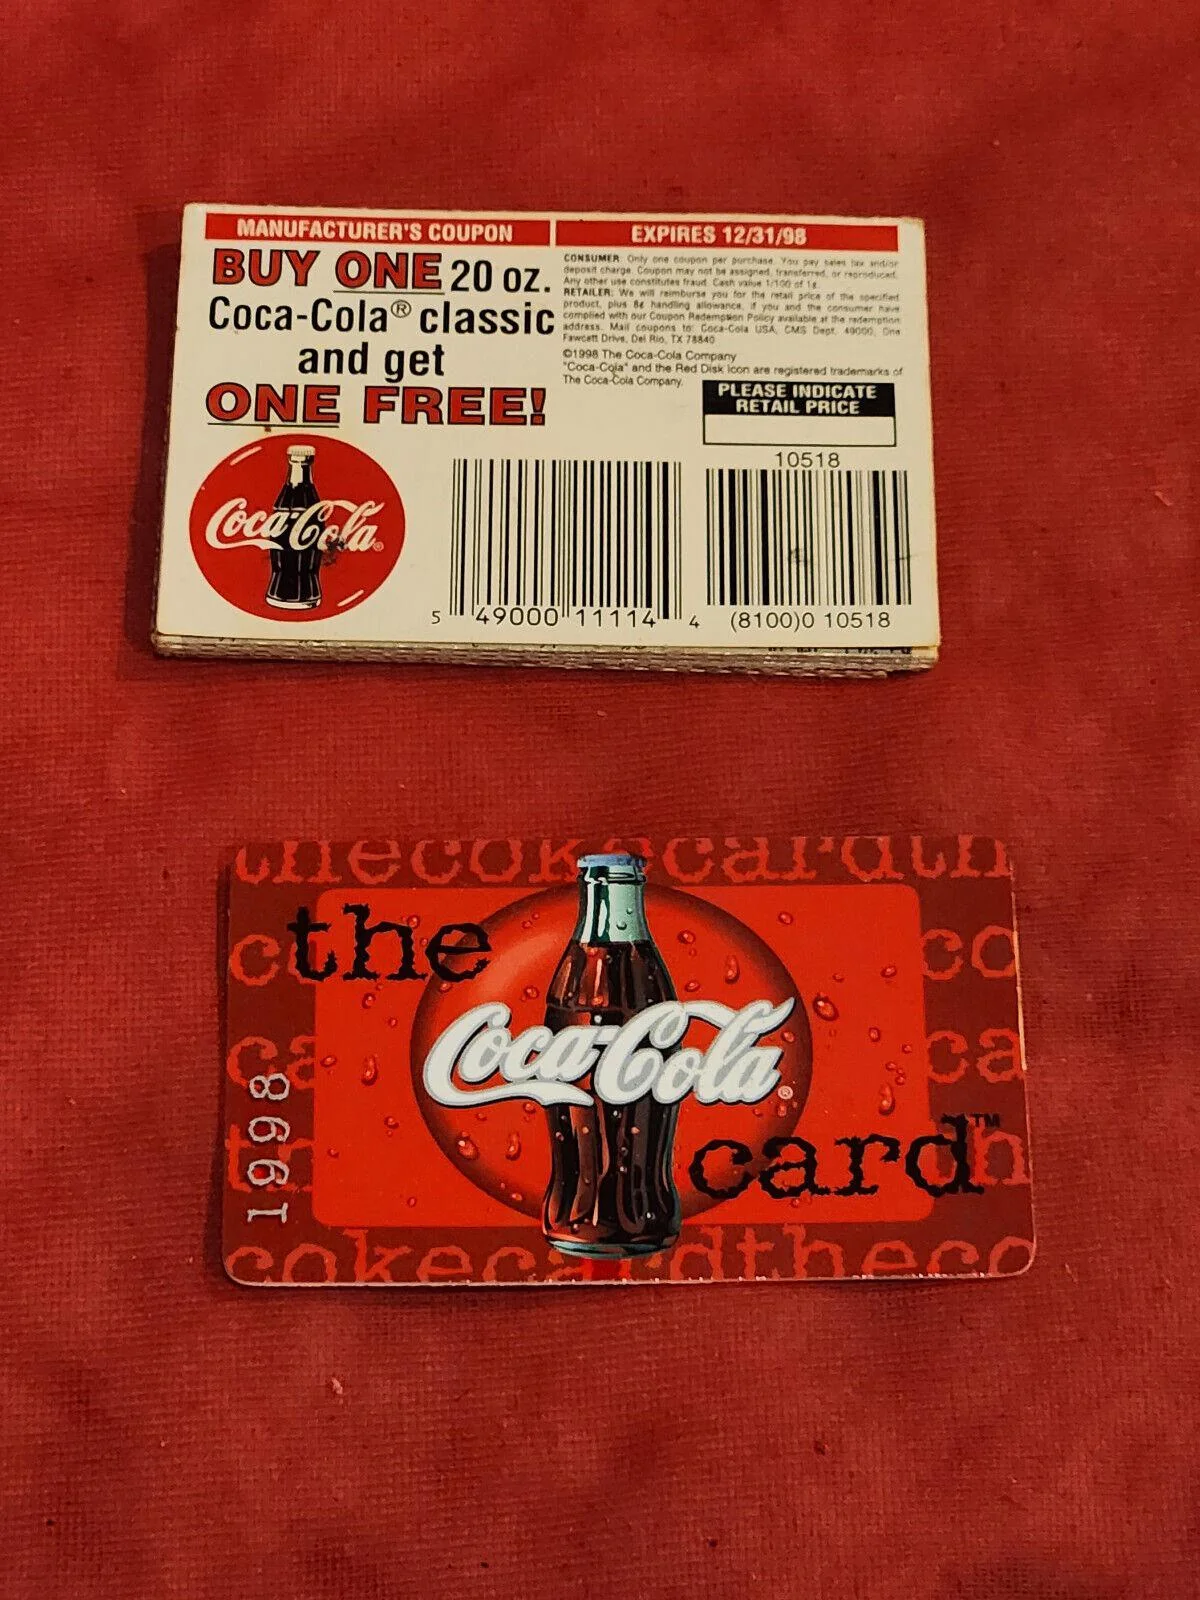 MANUFACTURER'S COUPON
EXPIRES 12/31/98
BUY ONE 20 oz.
Coca-Cola® classic
and get
ONE FREE!
CONSUMER: Only one coupon per purchase. You pay sales tax and/or
deposit charge. Coupon may not be assigned, transferred, or reproduced.
Any other use constitutes fraud. Cash value 1/100 of 1¢.
RETAILER: We will reimburse you for the retail price of the specified
product, plus 8¢ handling allowance, if you and the consumer have
complied with our Coupon Redemption Policy available at the redemption
address. Mail coupons to: Coca-Cola USA, CMS Dept. 49000, One
Fawcett Drive, Del Rio, TX 78840
©1998 The Coca-Cola Company
"Coca-Cola" and the Red Disk Icon are registered trademarks of
The Coca-Cola Company.
PLEASE INDICATE
RETAIL PRICE
10518
Coca-Cola®
5 49000 11114 4
(8100)0 10518
thecokecardth
the
co
co
Coca-Cola®
ca
ca
1998
card™
th
th
cokecardtheco